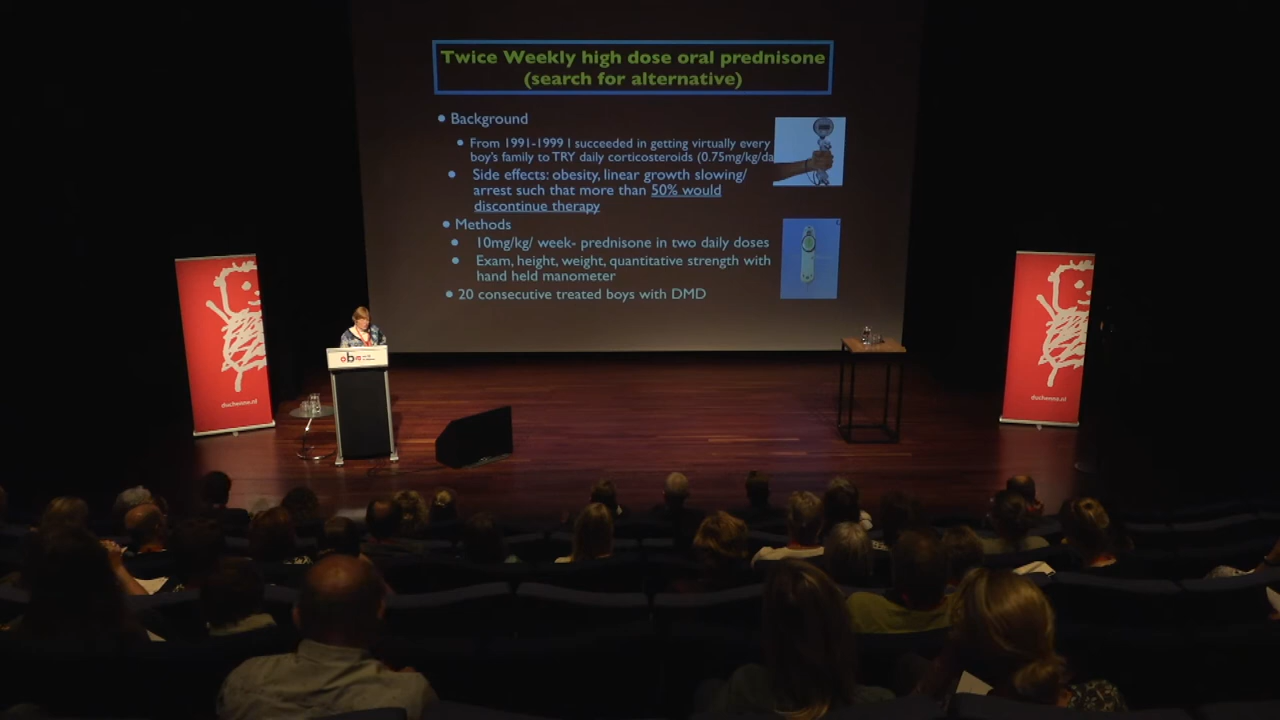 Twice Weekly high dose oral prednisone
(search for alternative)
• Background
• From 1991-1999 I succeeded in getting virtually every
boy's family to TRY daily corticosteroids (0.75mg/kg/da
• Side effects: obesity, linear growth slowing/
arrest such that more than 50% would
discontinue therapy
• Methods
• 10mg/kg/ week- prednisone in two daily doses
• Exam, height, weight, quantitative strength with
hand held manometer
• 20 consecutive treated boys with DMD
duchenne.nl
oba
duchenne.nl